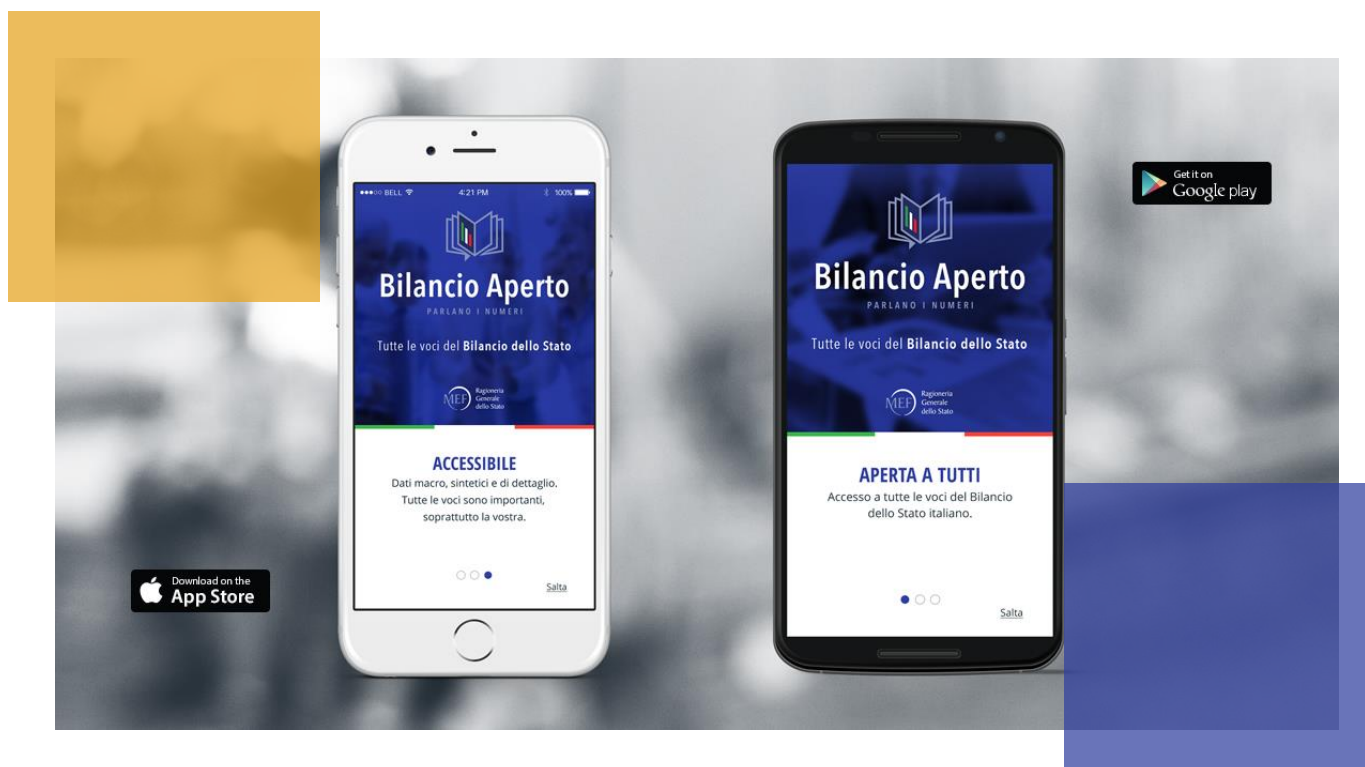 BELL
4:21 PM
100%
Bilancio Aperto
PARLANO I NUMERI
Tutte le voci del Bilancio dello Stato
MEF
Ragioneria
Generale
dello Stato
ACCESSIBILE
Dati macro, sintetici e di dettaglio.
Tutte le voci sono importanti,
soprattutto la vostra.
Salta
Download on the
App Store
Bilancio Aperto
PARLANO I NUMERI
Tutte le voci del Bilancio dello Stato
MEF
Ragioneria
Generale
dello Stato
APERTA A TUTTI
Accesso a tutte le voci del Bilancio
dello Stato italiano.
Salta
Get it on
Google play